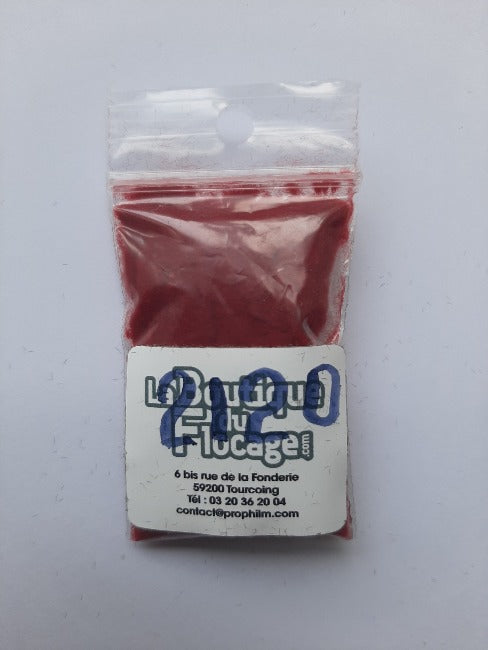 La Boutique
du
Flocage.com
2120
6 bis rue de la Fonderie
59200 Tourcoing
Tél : 03 20 36 20 04
contact@prophilm.com